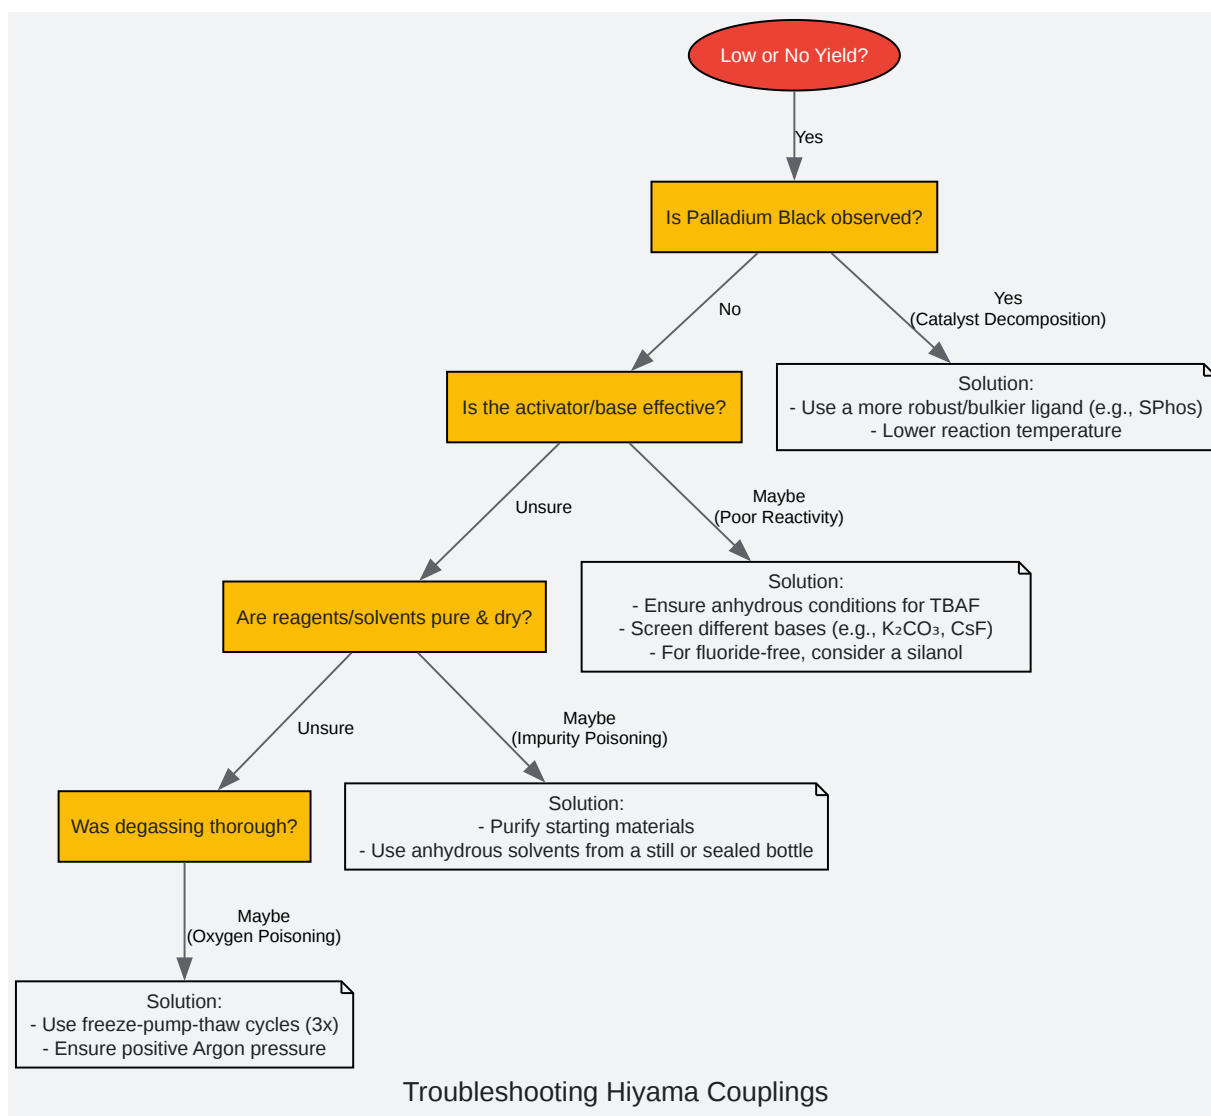 Low or No Yield?
Yes
Is Palladium Black observed?
No
Yes
(Catalyst Decomposition)
Is the activator/base effective?
Solution:
- Use a more robust/bulkier ligand (e.g., SPhos)
- Lower reaction temperature
Unsure
Maybe
(Poor Reactivity)
Are reagents/solvents pure & dry?
Solution:
- Ensure anhydrous conditions for TBAF
- Screen different bases (e.g., K₂CO₃, CsF)
- For fluoride-free, consider a silanol
Unsure
Maybe
(Impurity Poisoning)
Was degassing thorough?
Solution:
- Purify starting materials
- Use anhydrous solvents from a still or sealed bottle
Maybe
(Oxygen Poisoning)
Solution:
- Use freeze-pump-thaw cycles (3x)
- Ensure positive Argon pressure
Troubleshooting Hiyama Couplings